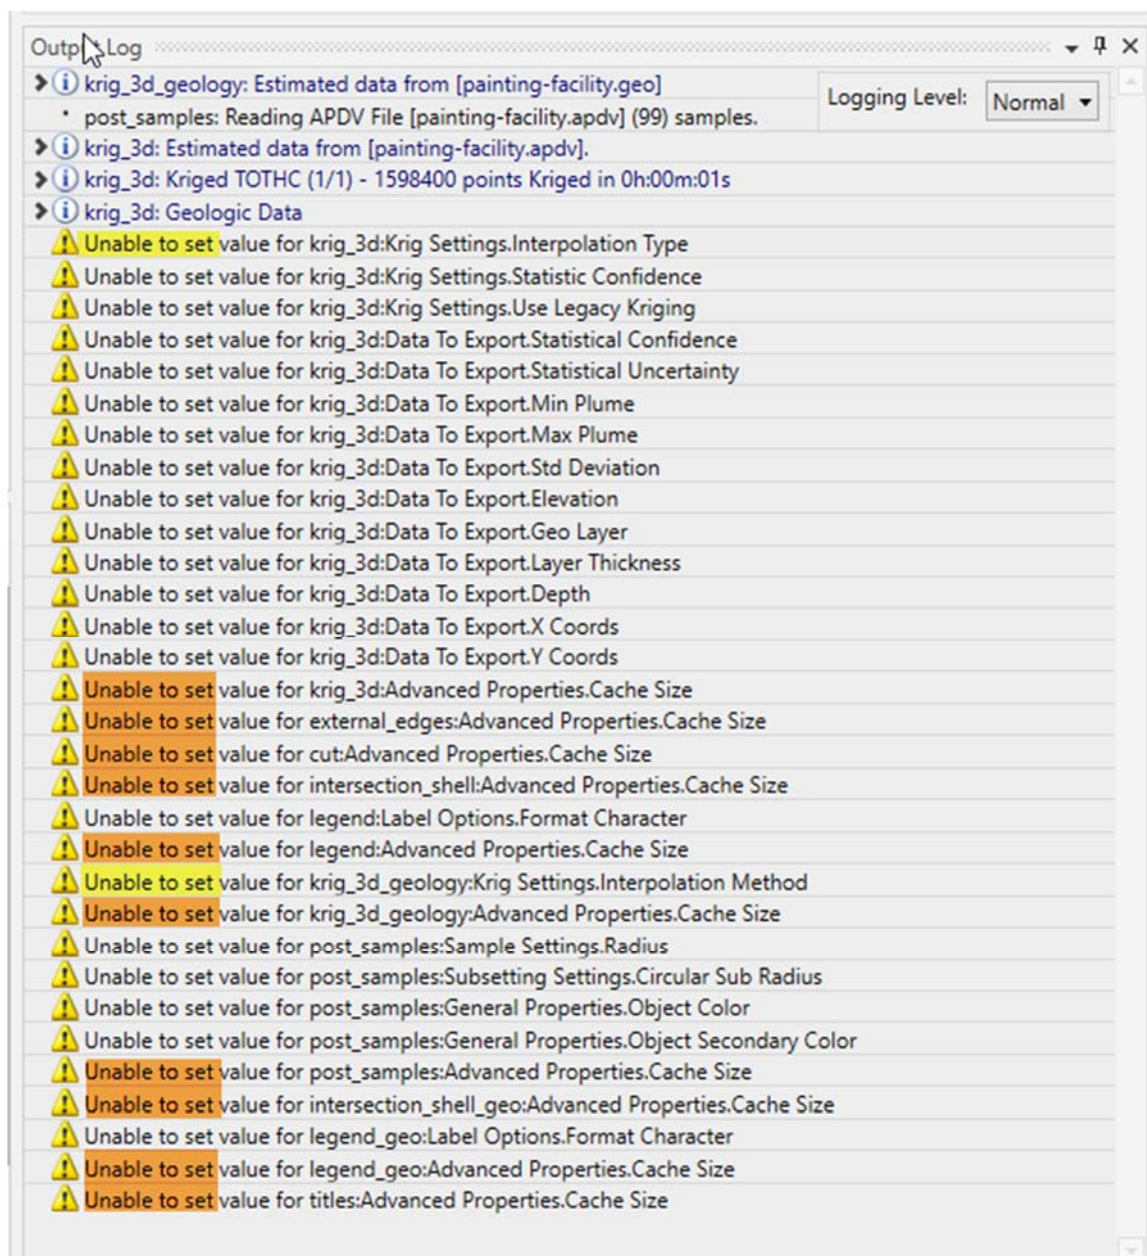 Output Log
krig_3d_geology: Estimated data from [painting-facility.geo]
Logging Level: Normal
post_samples: Reading APDV File [painting-facility.apdv] (99) samples.
krig_3d: Estimated data from [painting-facility.apdv].
krig_3d: Kriged TOTHC (1/1) - 1598400 points Kriged in 0h:00m:01s
krig_3d: Geologic Data
Unable to set value for krig_3d:Krig Settings.Interpolation Type
Unable to set value for krig_3d:Krig Settings.Statistic Confidence
Unable to set value for krig_3d:Krig Settings.Use Legacy Kriging
Unable to set value for krig_3d:Data To Export.Statistical Confidence
Unable to set value for krig_3d:Data To Export.Statistical Uncertainty
Unable to set value for krig_3d:Data To Export.Min Plume
Unable to set value for krig_3d:Data To Export.Max Plume
Unable to set value for krig_3d:Data To Export.Std Deviation
Unable to set value for krig_3d:Data To Export.Elevation
Unable to set value for krig_3d:Data To Export.Geo Layer
Unable to set value for krig_3d:Data To Export.Layer Thickness
Unable to set value for krig_3d:Data To Export.Depth
Unable to set value for krig_3d:Data To Export.X Coords
Unable to set value for krig_3d:Data To Export.Y Coords
Unable to set value for krig_3d:Advanced Properties.Cache Size
Unable to set value for external_edges:Advanced Properties.Cache Size
Unable to set value for cut:Advanced Properties.Cache Size
Unable to set value for intersection_shell:Advanced Properties.Cache Size
Unable to set value for legend:Label Options.Format Character
Unable to set value for legend:Advanced Properties.Cache Size
Unable to set value for krig_3d_geology:Krig Settings.Interpolation Method
Unable to set value for krig_3d_geology:Advanced Properties.Cache Size
Unable to set value for post_samples:Sample Settings.Radius
Unable to set value for post_samples:Subsetting Settings.Circular Sub Radius
Unable to set value for post_samples:General Properties.Object Color
Unable to set value for post_samples:General Properties.Object Secondary Color
Unable to set value for post_samples:Advanced Properties.Cache Size
Unable to set value for intersection_shell_geo:Advanced Properties.Cache Size
Unable to set value for legend_geo:Label Options.Format Character
Unable to set value for legend_geo:Advanced Properties.Cache Size
Unable to set value for titles:Advanced Properties.Cache Size